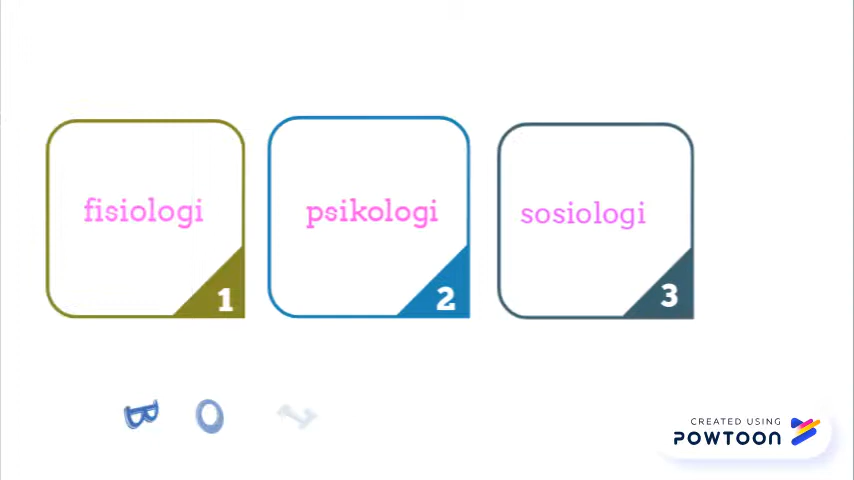 fisiologi
1
psikologi
2
sosiologi
3
B O
CREATED USING
POWTOON